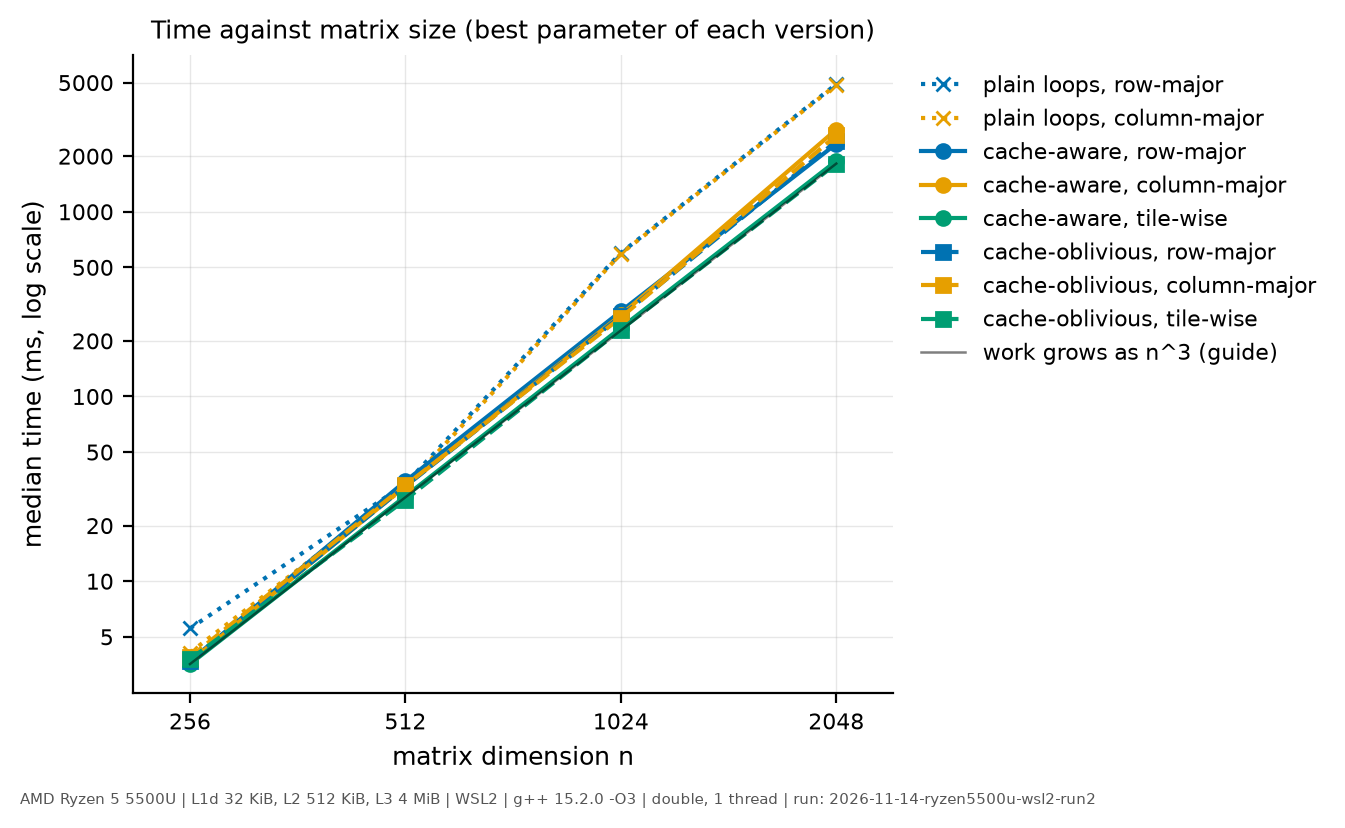 Time against matrix size (best parameter of each version)
median time (ms, log scale)
5000
2000
1000
500
200
100
50
20
10
5
256 512 1024 2048
matrix dimension n
plain loops, row-major
plain loops, column-major
cache-aware, row-major
cache-aware, column-major
cache-aware, tile-wise
cache-oblivious, row-major
cache-oblivious, column-major
cache-oblivious, tile-wise
work grows as n^3 (guide)
AMD Ryzen 5 5500U | L1d 32 KiB, L2 512 KiB, L3 4 MiB | WSL2 | g++ 15.2.0 -O3 | double, 1 thread | run: 2026-11-14-ryzen5500u-wsl2-run2